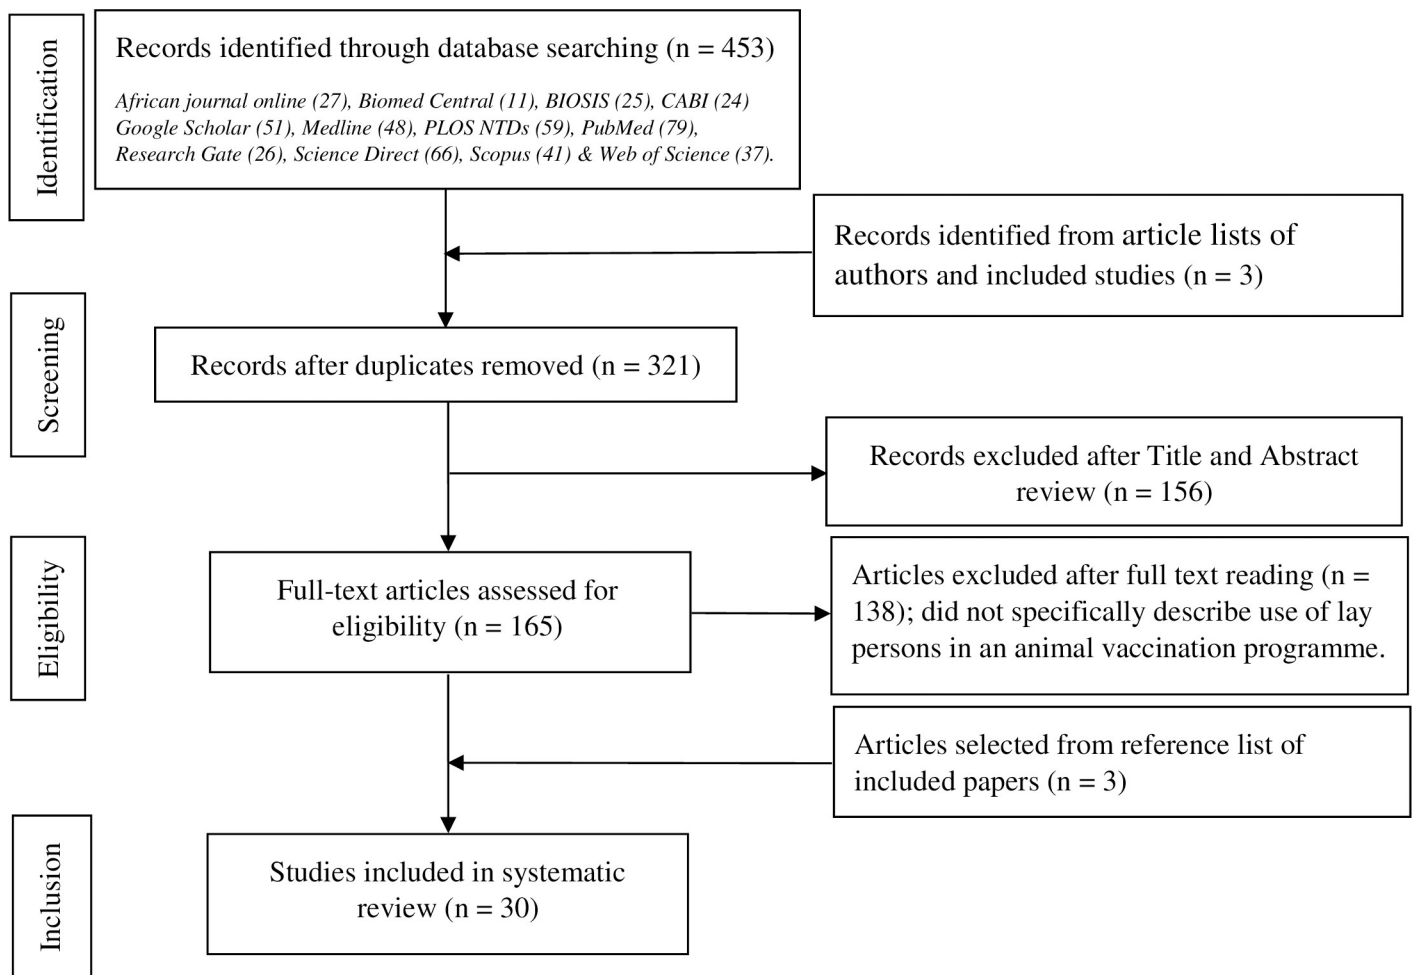 Identification
Records identified through database searching (n = 453)
African journal online (27), Biomed Central (11), BIOSIS (25), CABI (24)
Google Scholar (51), Medline (48), PLOS NTDs (59), PubMed (79),
Research Gate (26), Science Direct (66), Scopus (41) & Web of Science (37).
Records identified from article lists of
authors and included studies (n = 3)
Screening
Records after duplicates removed (n = 321)
Records excluded after Title and Abstract
review (n = 156)
Eligibility
Full-text articles assessed for
eligibility (n = 165)
Articles excluded after full text reading (n =
138); did not specifically describe use of lay
persons in an animal vaccination programme.
Articles selected from reference list of
included papers (n = 3)
Inclusion
Studies included in systematic
review (n = 30)